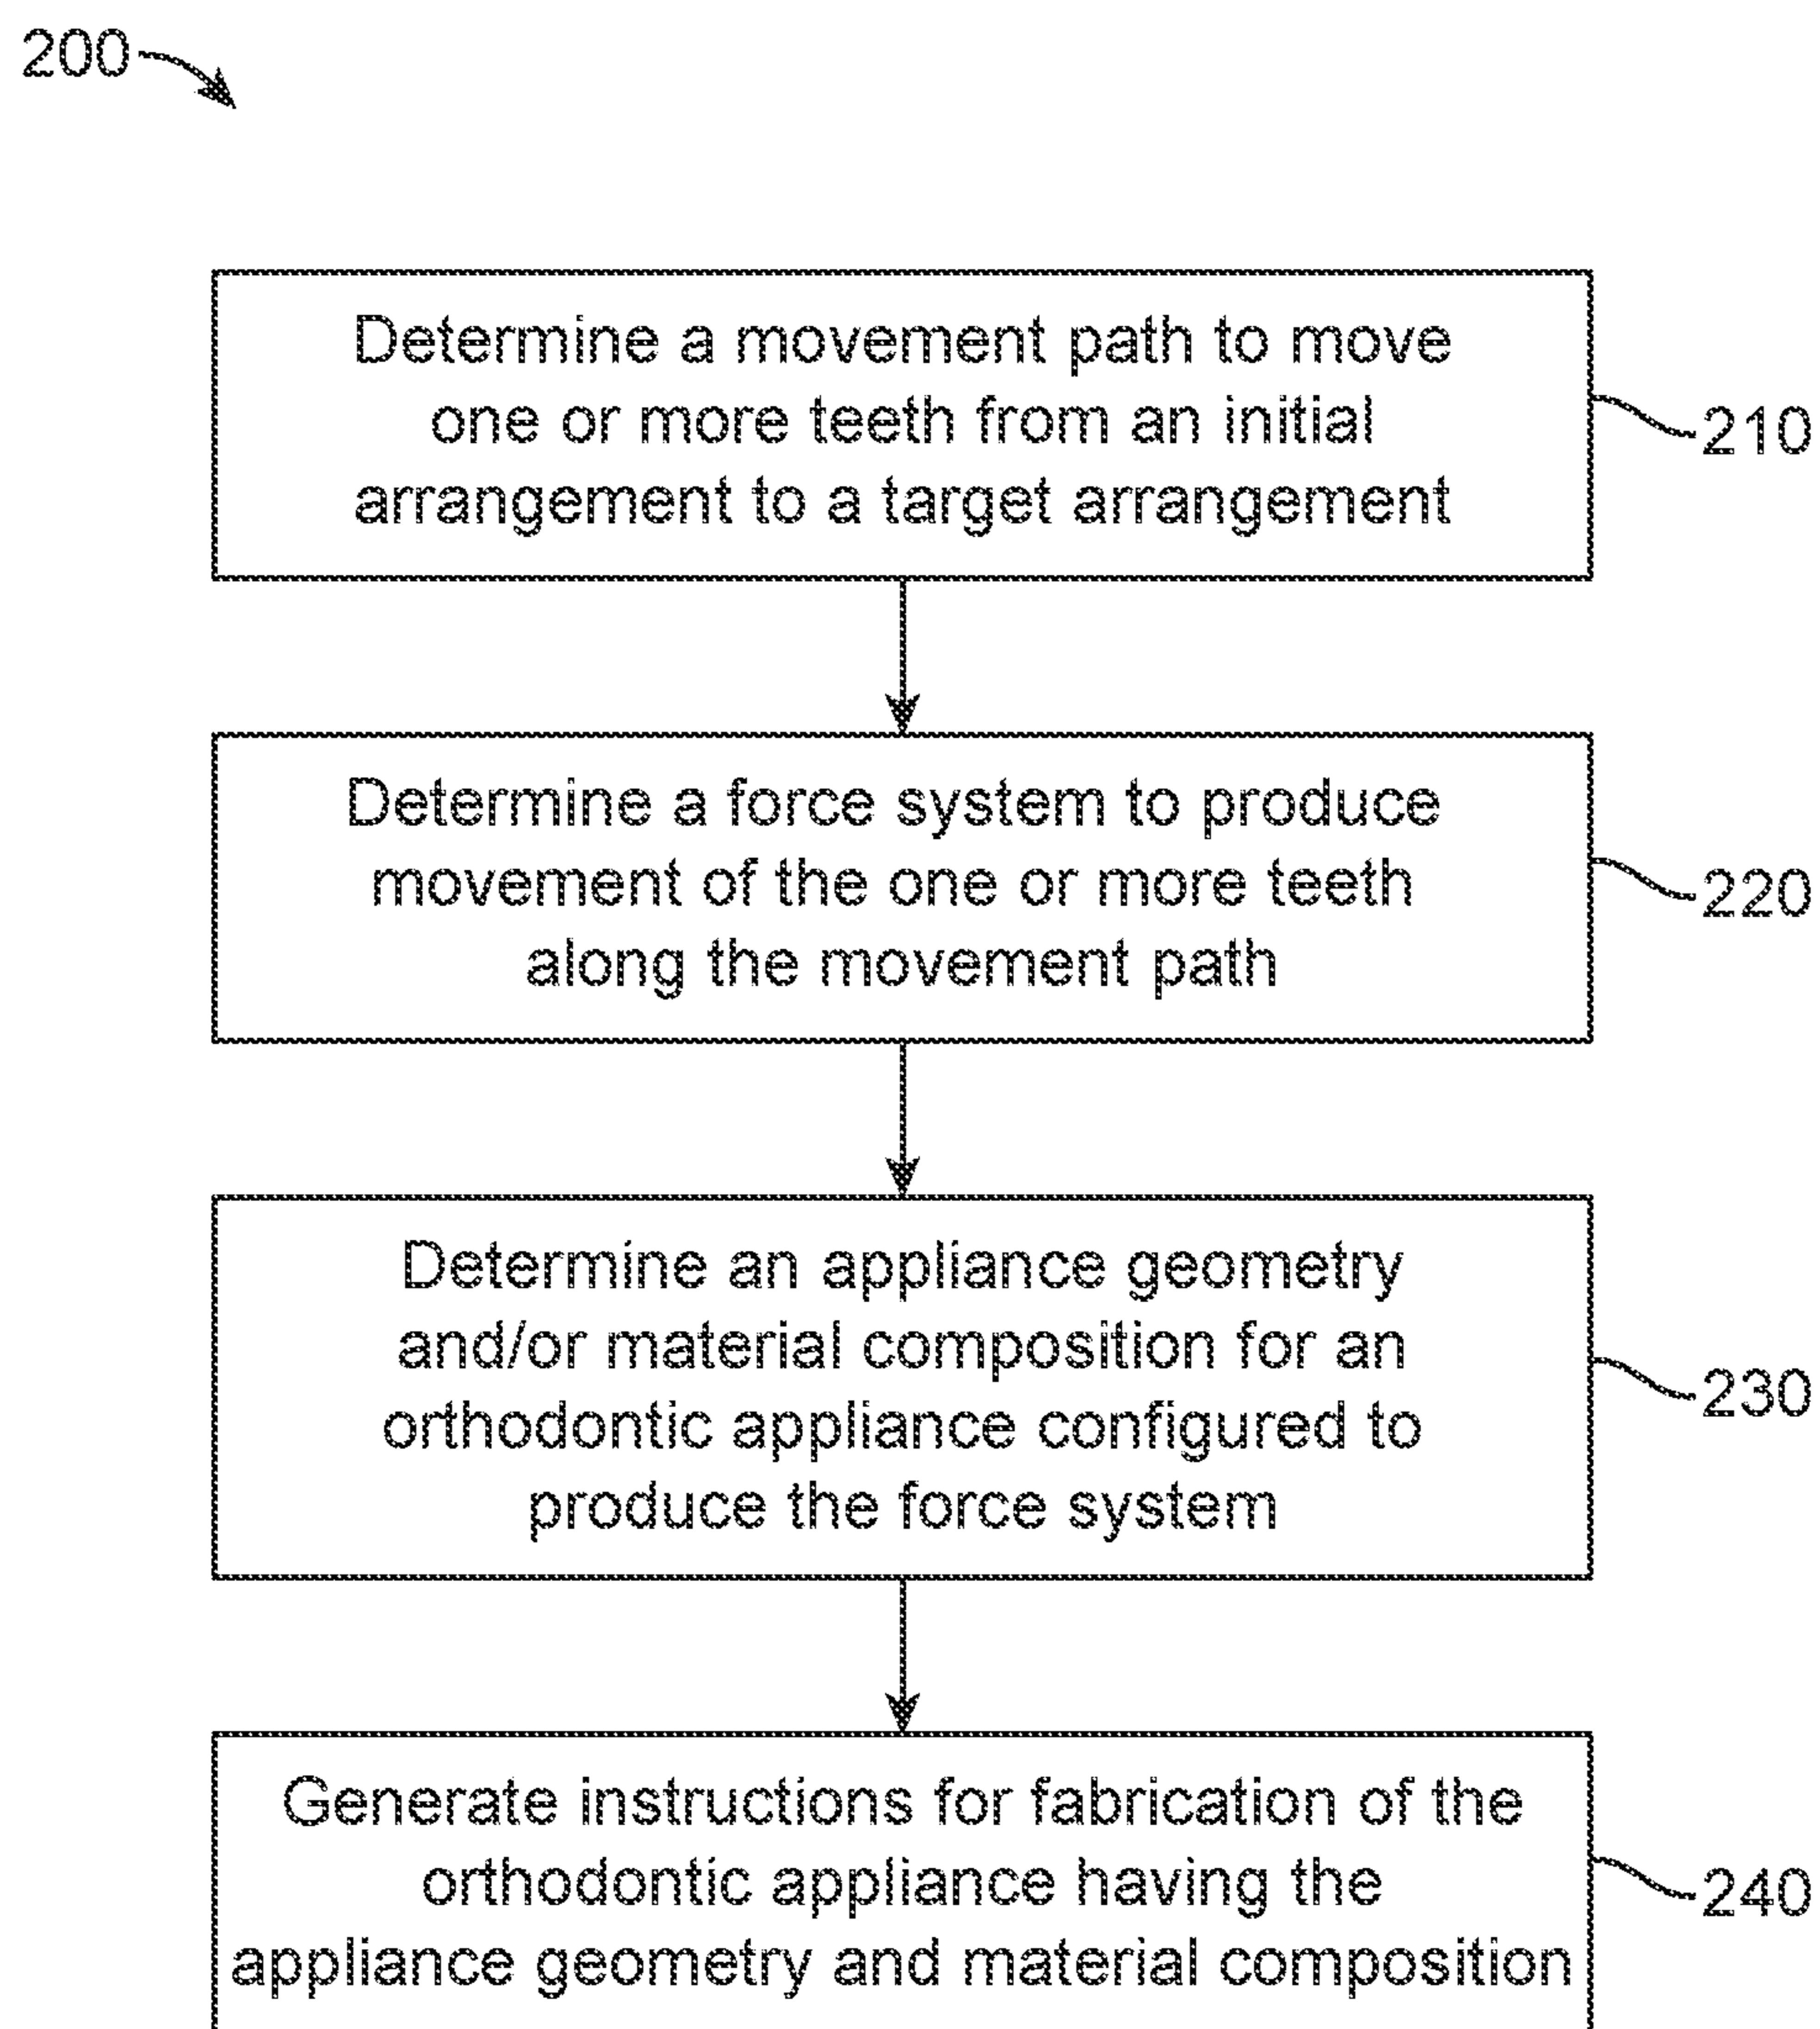 200
Determine a movement path to move
one or more teeth from an initial
arrangement to a target arrangement
210
Determine a force system to produce
movement of the one or more teeth
along the movement path
220
Determine an appliance geometry
and/or material composition for an
orthodontic appliance configured to
produce the force system
230
Generate instructions for fabrication of the
orthodontic appliance having the
appliance geometry and material composition
240